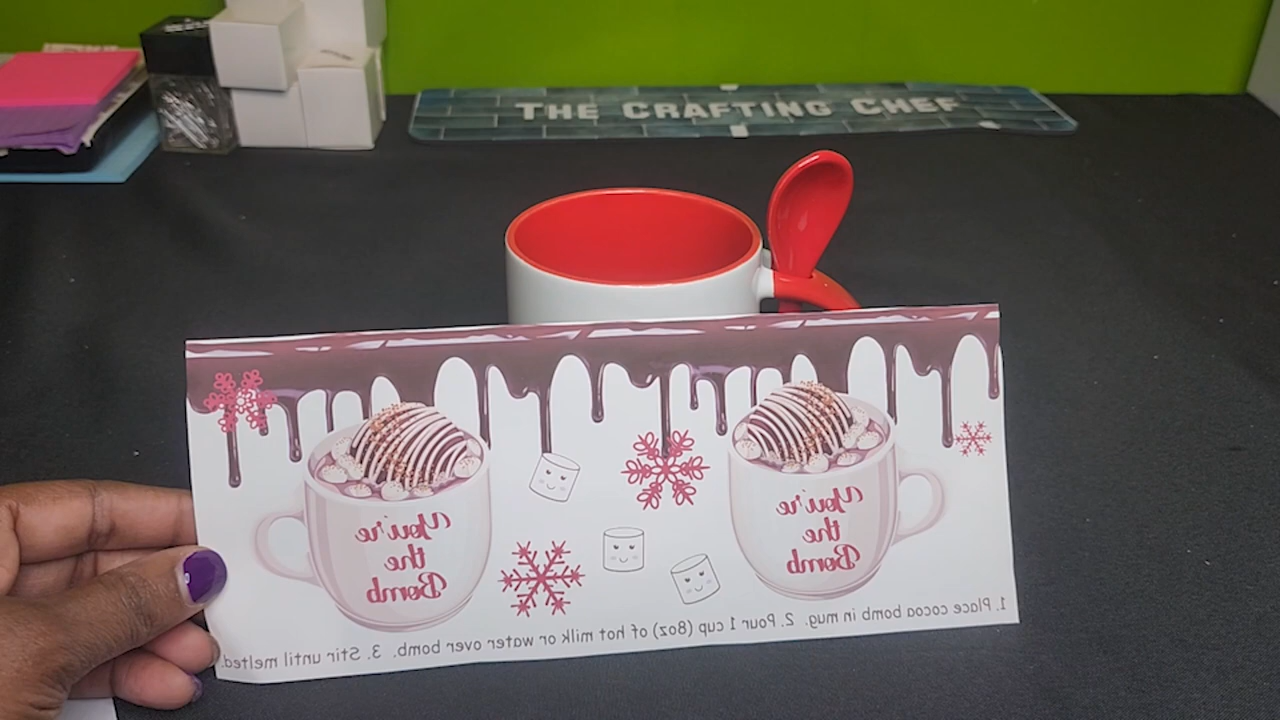 THE CRAFTING CHEF
You're
the
Bomb
You're
the
Bomb
1. Place cocoa bomb in mug. 2. Pour 1 cup (8oz) of hot milk or water over bomb. 3. Stir until melted.